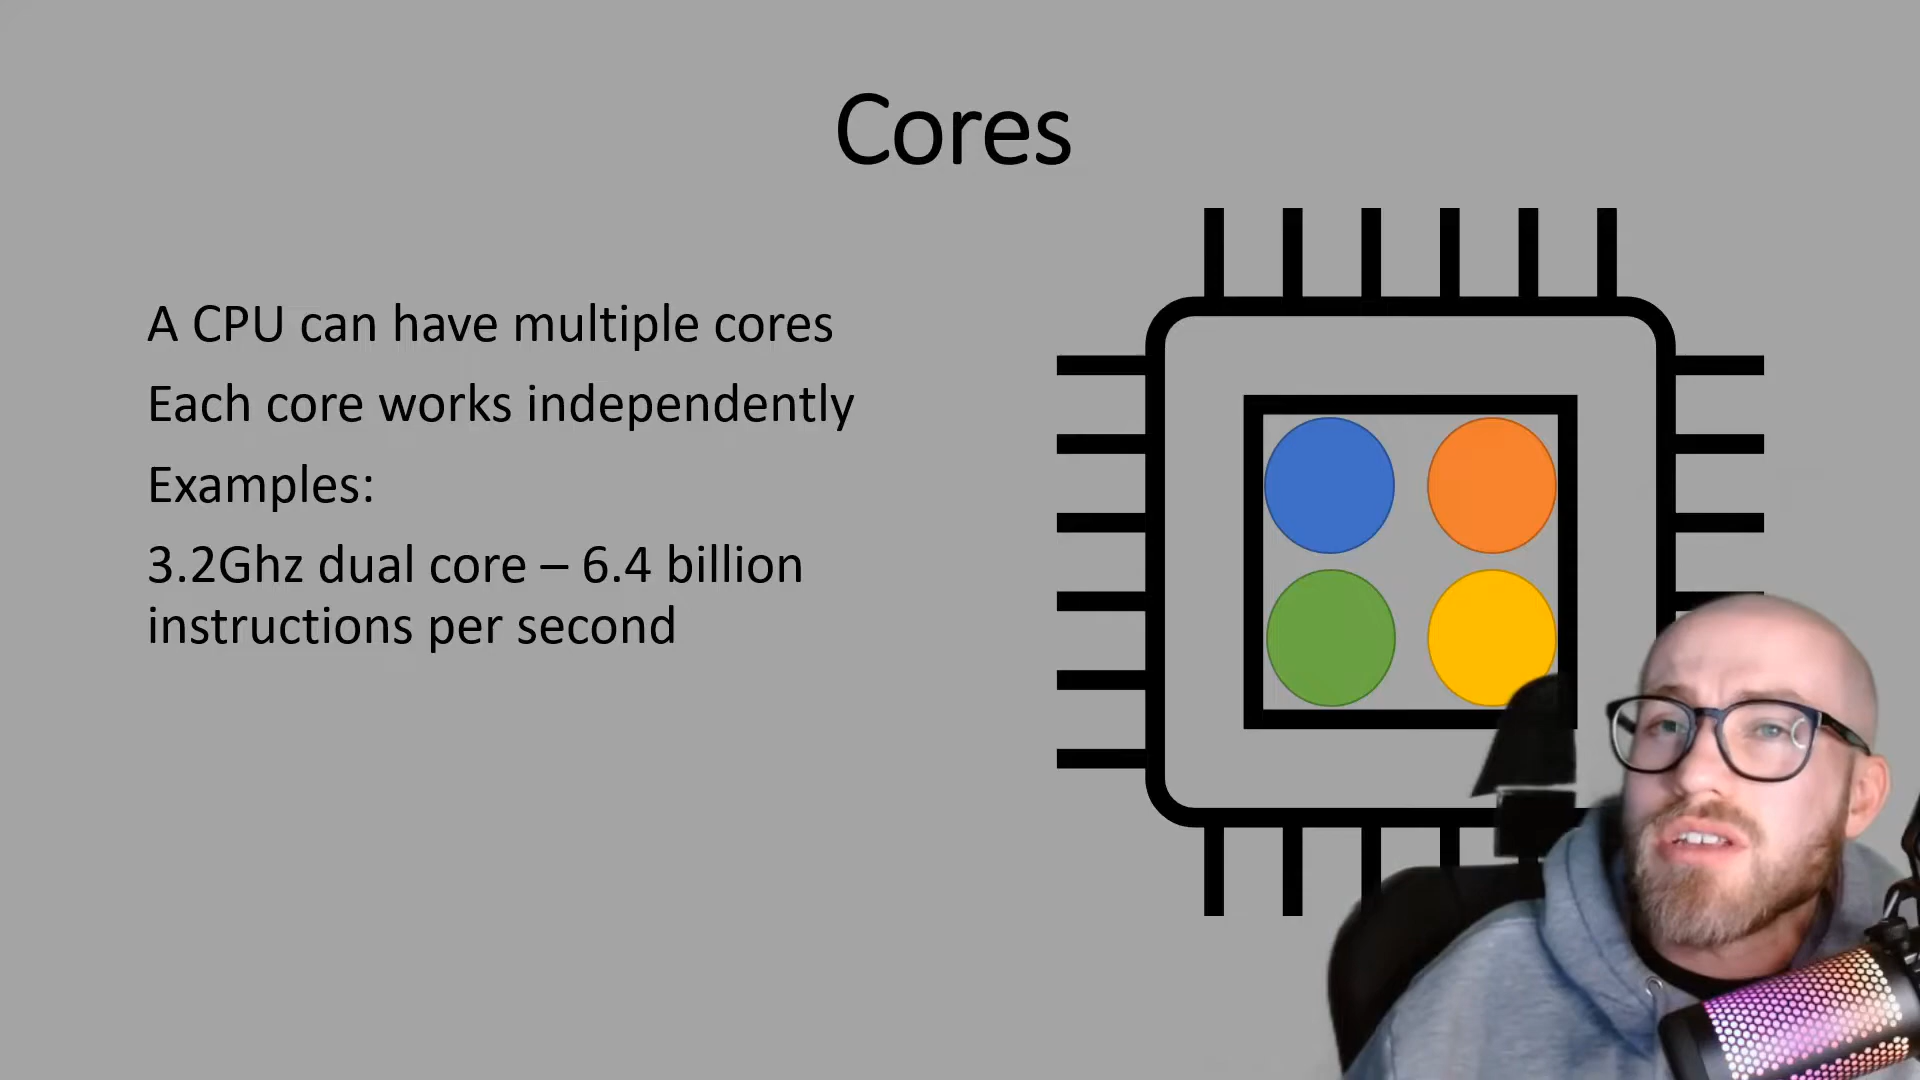 Cores
A CPU can have multiple cores
Each core works independently
Examples:
3.2Ghz dual core – 6.4 billion
instructions per second